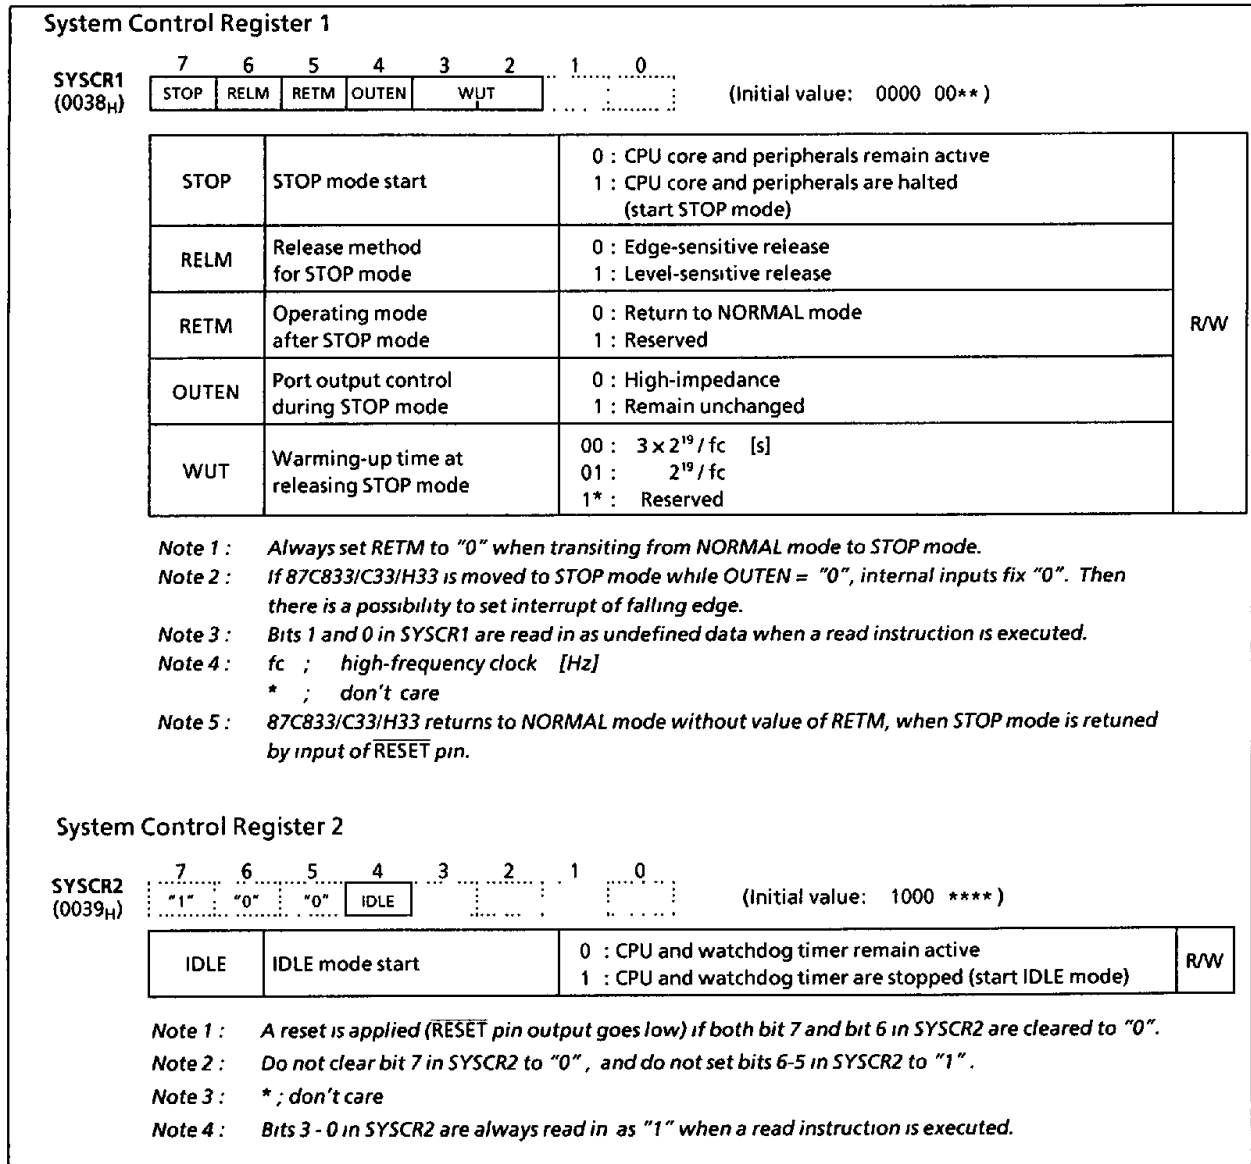 System Control Register 1
7 6 5 4 3 2 1 0
SYSCR1 (0038H) STOP RELM RETM OUTEN WUT (Initial value: 0000 00**)
STOP STOP mode start 0 : CPU core and peripherals remain active
1 : CPU core and peripherals are halted
(start STOP mode)
RELM Release method for STOP mode 0 : Edge-sensitive release
1 : Level-sensitive release
RETM Operating mode after STOP mode 0 : Return to NORMAL mode
1 : Reserved
R/W
OUTEN Port output control during STOP mode 0 : High-impedance
1 : Remain unchanged
WUT Warming-up time at releasing STOP mode 00 : 3 x 2¹⁹ / fc [s]
01 : 2¹⁹ / fc
1* : Reserved
Note 1 : Always set RETM to "0" when transiting from NORMAL mode to STOP mode.
Note 2 : If 87C833/C33/H33 is moved to STOP mode while OUTEN = "0", internal inputs fix "0". Then
there is a possibility to set interrupt of falling edge.
Note 3 : Bits 1 and 0 in SYSCR1 are read in as undefined data when a read instruction is executed.
Note 4 : fc ; high-frequency clock [Hz]
* ; don't care
Note 5 : 87C833/C33/H33 returns to NORMAL mode without value of RETM, when STOP mode is retuned
by input of RESET pin.
System Control Register 2
7 6 5 4 3 2 1 0
SYSCR2 (0039H) "1" "0" "0" IDLE (Initial value: 1000 ****)
IDLE IDLE mode start 0 : CPU and watchdog timer remain active
1 : CPU and watchdog timer are stopped (start IDLE mode)
R/W
Note 1 : A reset is applied (RESET pin output goes low) if both bit 7 and bit 6 in SYSCR2 are cleared to "0".
Note 2 : Do not clear bit 7 in SYSCR2 to "0", and do not set bits 6-5 in SYSCR2 to "1".
Note 3 : * ; don't care
Note 4 : Bits 3 - 0 in SYSCR2 are always read in as "1" when a read instruction is executed.